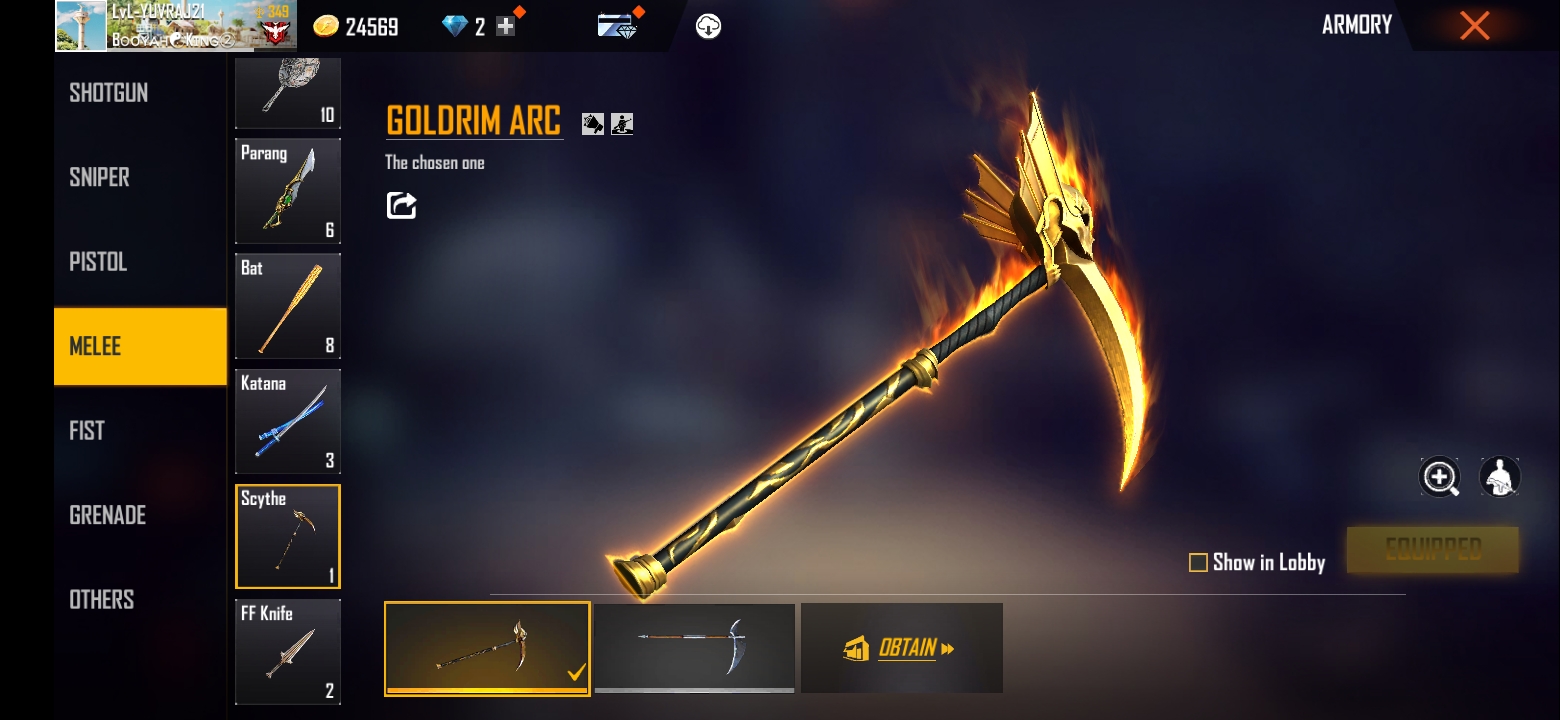 LvL-YUVRAJ21
349
BOOYAH KING
24569
2
ARMORY
SHOTGUN
SNIPER
PISTOL
MELEE
FIST
GRENADE
OTHERS
10
Parang
6
Bat
8
Katana
3
Scythe
1
FF Knife
2
GOLDRIM ARC
The chosen one
Show in Lobby
EQUIPPED
OBTAIN